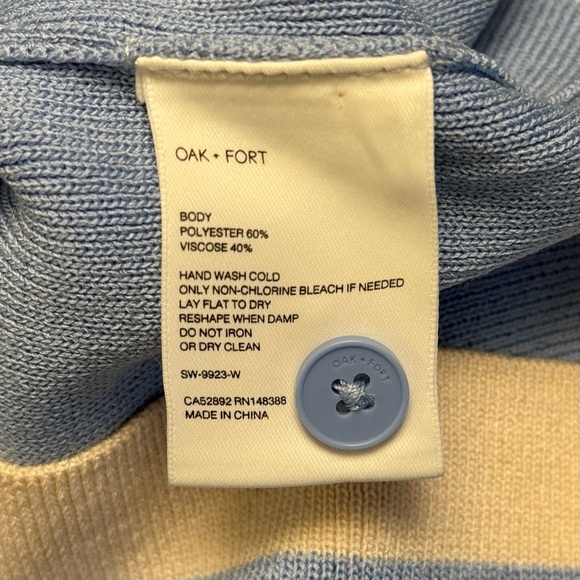 OAK + FORT
BODY
POLYESTER 60%
VISCOSE 40%
HAND WASH COLD
ONLY NON-CHLORINE BLEACH IF NEEDED
LAY FLAT TO DRY
RESHAPE WHEN DAMP
DO NOT IRON
OR DRY CLEAN
SW-9923-W
CA52892 RN148388
MADE IN CHINA
OAK + FORT